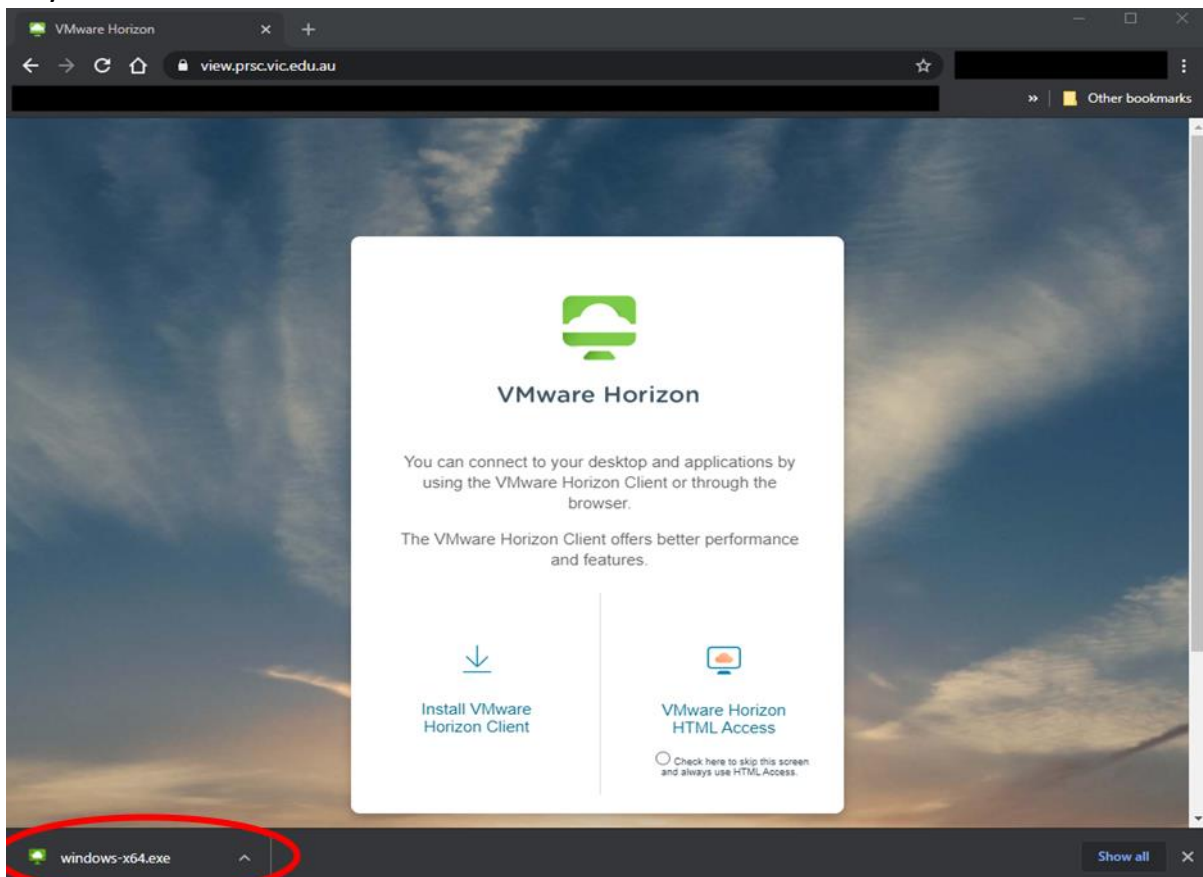 VMware Horizon
view.prsc.vic.edu.au
» Other bookmarks
VMware Horizon
You can connect to your desktop and applications by
using the VMware Horizon Client or through the
browser.
The VMware Horizon Client offers better performance
and features.
Install VMware
Horizon Client
VMware Horizon
HTML Access
Check here to skip this screen
and always use HTML Access.
windows-x64.exe
Show all